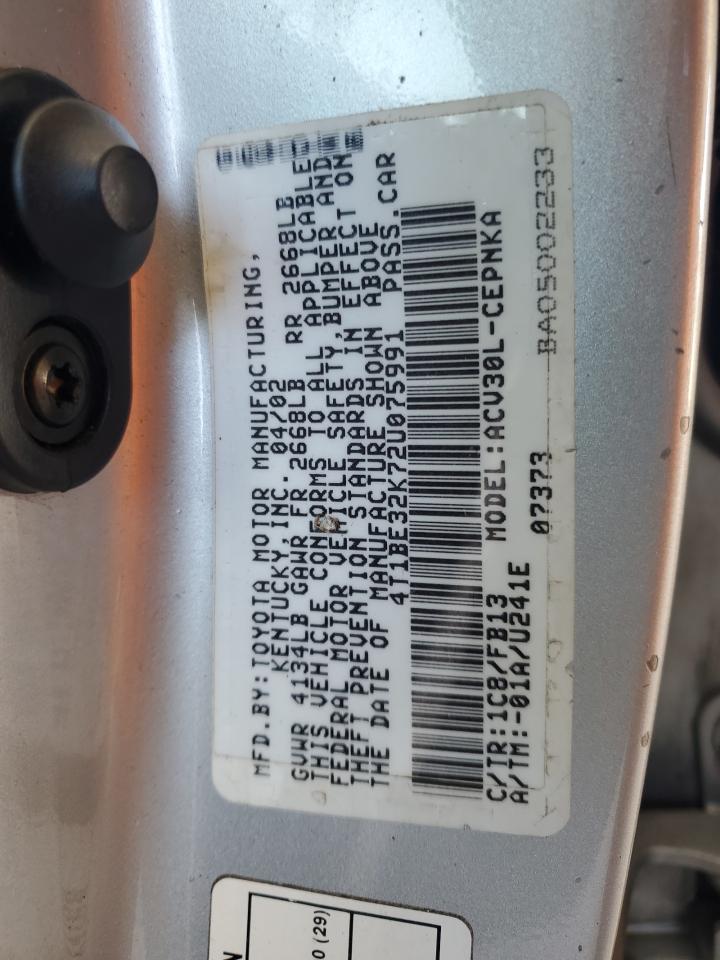 MFD.BY:TOYOTA MOTOR MANUFACTURING,
KENTUCKY,INC. 04/02
GVWR 4134LB GAWR FR 2668LB RR 2668LB
THIS VEHICLE CONFORMS TO ALL APPLICABLE
FEDERAL MOTOR VEHICLE SAFETY,BUMPER AND
THEFT PREVENTION STANDARDS IN EFFECT ON
THE DATE OF MANUFACTURE SHOWN ABOVE
4T1BE32K72U075991 PASS.CAR
C/TR:1C8/FB13 MODEL:ACV30L-CEPNKA
A/TM:-01A/U241E
07373 BA05002233
N
0 (29)